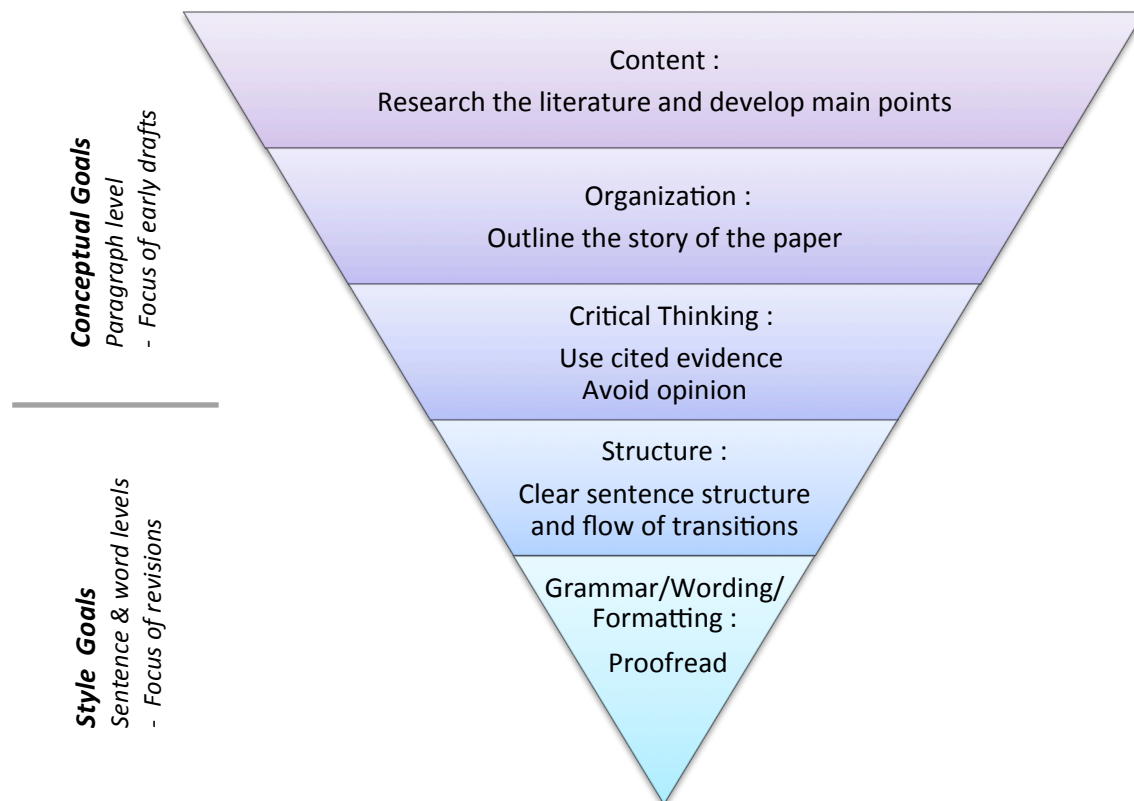 Content :
Research the literature and develop main points
Organization :
Outline the story of the paper
Critical Thinking :
Use cited evidence
Avoid opinion
Structure :
Clear sentence structure
and flow of transitions
Grammar/Wording/
Formatting :
Proofread
Conceptual Goals
Paragraph level
- Focus of early drafts
Style Goals
Sentence & word levels
- Focus of revisions